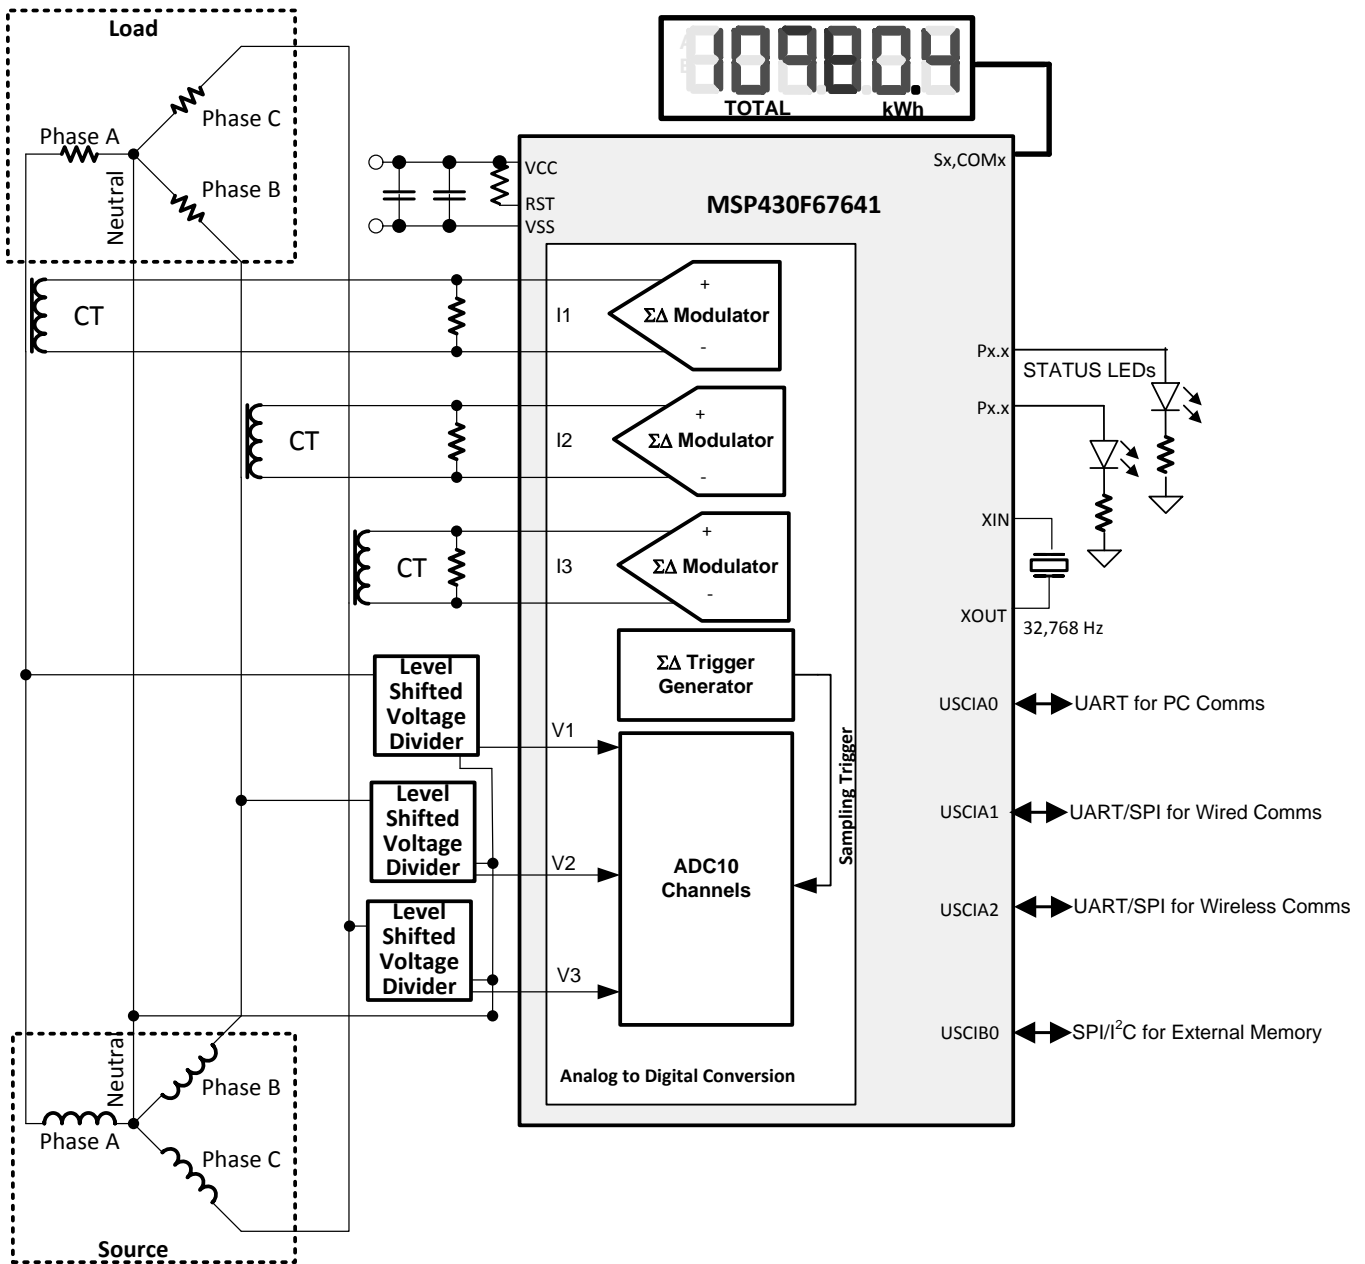 Load
Phase C
Phase A
Phase B
Neutral
10980.4
TOTAL kWh
Sx,COMx
VCC
RST
VSS
MSP430F67641
CT
I1
+
ΣΔ Modulator
-
CT
I2
+
ΣΔ Modulator
-
CT
I3
+
ΣΔ Modulator
-
Px.x
STATUS LEDs
Px.x
XIN
XOUT
32,768 Hz
ΣΔ Trigger
Generator
Sampling Trigger
Level
Shifted
Voltage
Divider
V1
Level
Shifted
Voltage
Divider
V2
Level
Shifted
Voltage
Divider
V3
ADC10
Channels
USCIA0
UART for PC Comms
USCIA1
UART/SPI for Wired Comms
USCIA2
UART/SPI for Wireless Comms
USCIB0
SPI/I²C for External Memory
Analog to Digital Conversion
Neutral
Phase B
Phase A
Phase C
Source